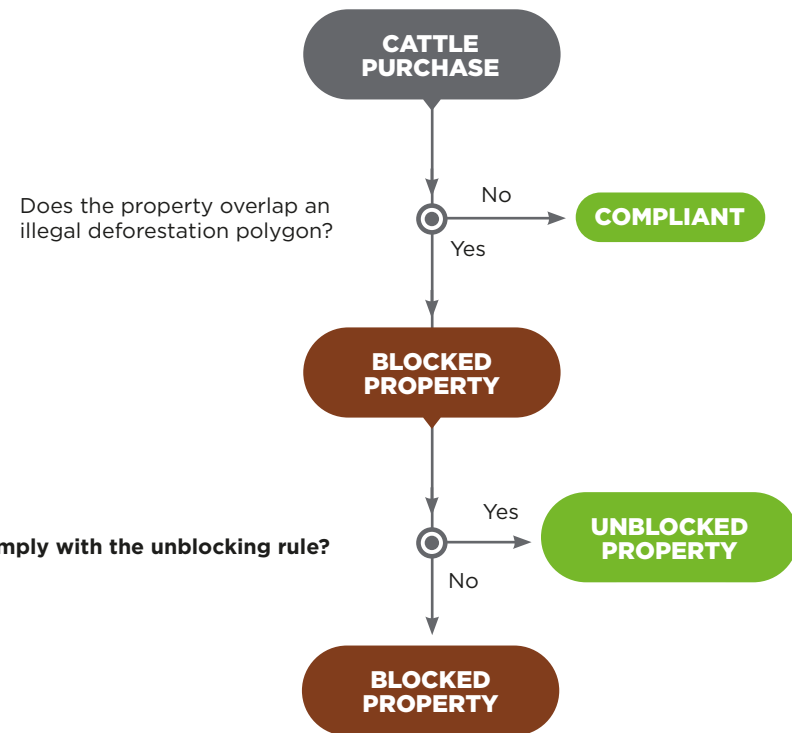 CATTLE
PURCHASE
Does the property overlap an
illegal deforestation polygon?
No
COMPLIANT
Yes
BLOCKED
PROPERTY
with the unblocking rule?
Yes
UNBLOCKED
PROPERTY
No
BLOCKED
PROPERTY